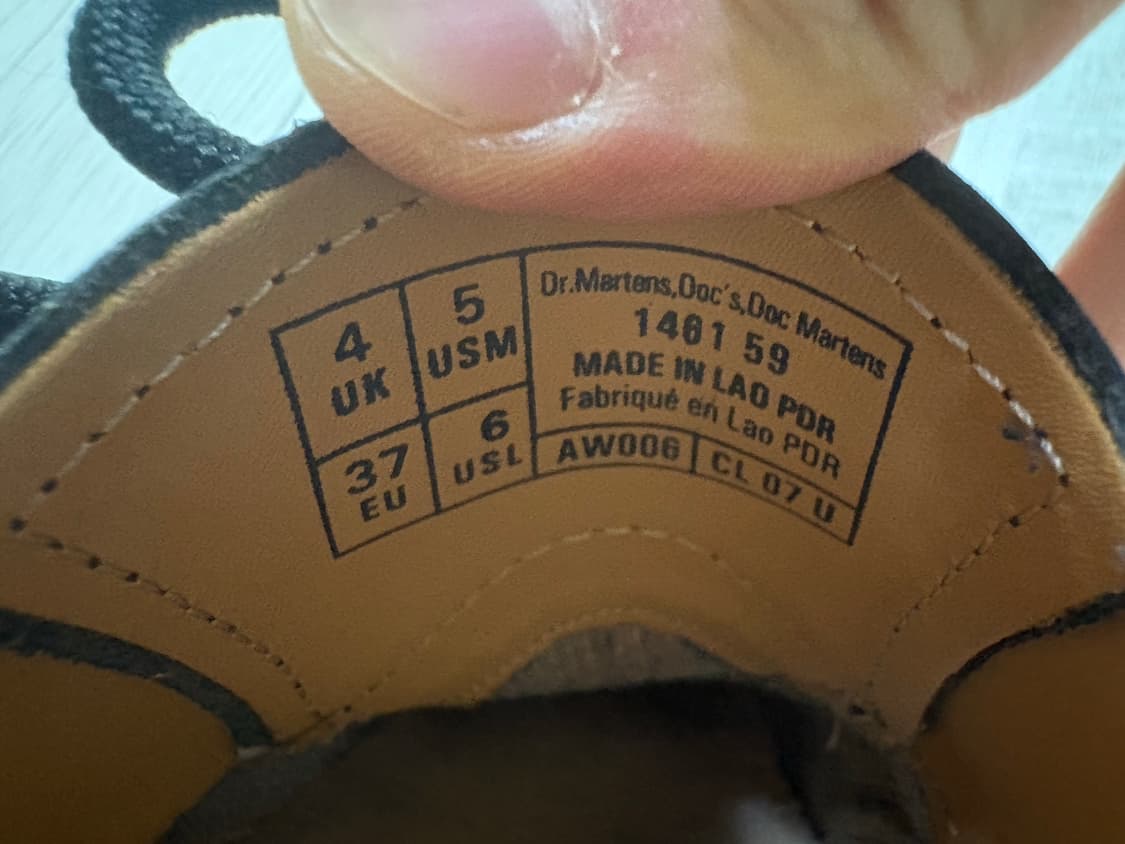 4
UK
5
USM
37
EU
6
USL
Dr.Martens,Doc's,Doc Martens
1461 59
MADE IN LAO PDR
Fabriqué en Lao PDR
AW006
CL 07 U